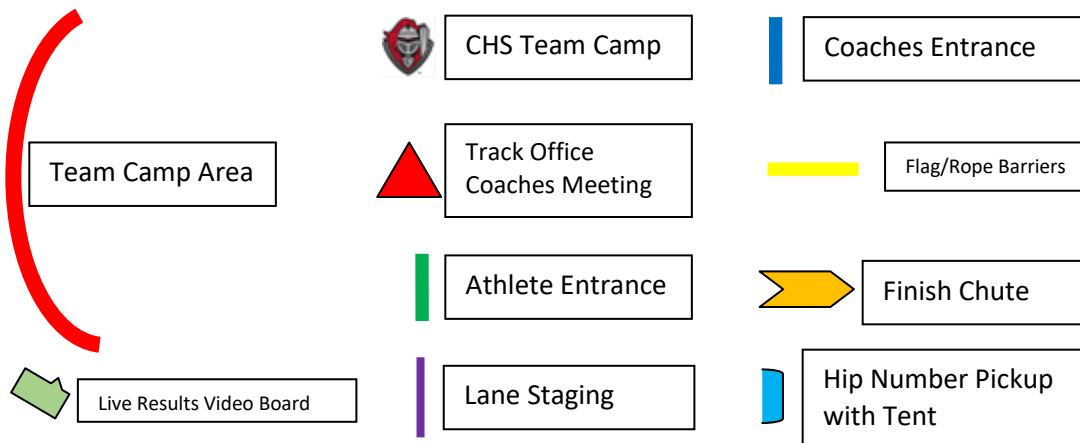 CHS Team Camp
Coaches Entrance
Team Camp Area
Track Office
Coaches Meeting
Flag/Rope Barriers
Athlete Entrance
Finish Chute
Live Results Video Board
Lane Staging
Hip Number Pickup
with Tent